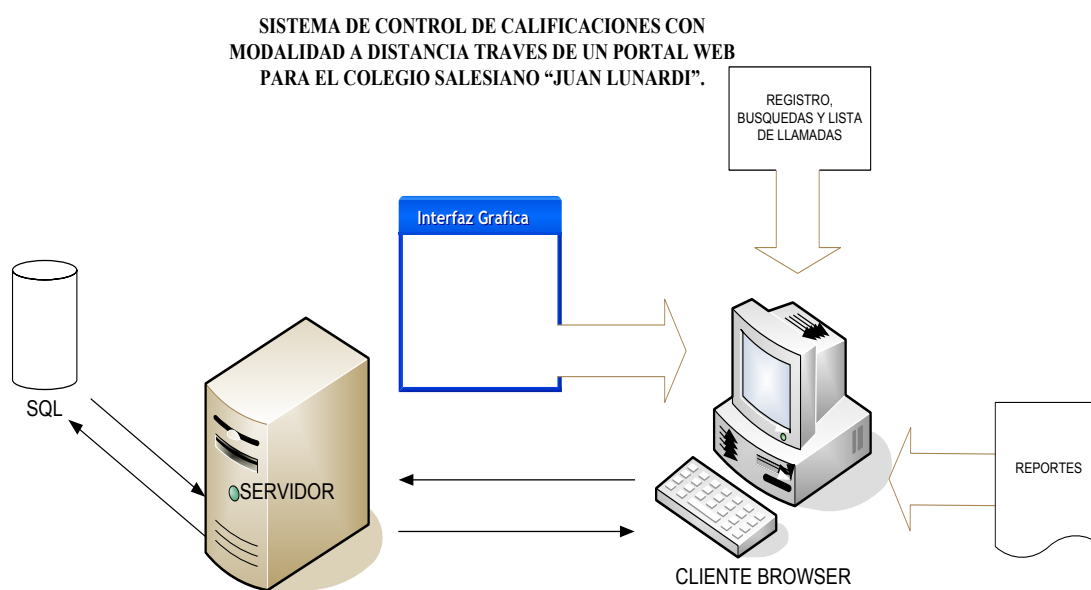 SISTEMA DE CONTROL DE CALIFICACIONES CON
MODALIDAD A DISTANCIA TRAVES DE UN PORTAL WEB
PARA EL COLEGIO SALESIANO “JUAN LUNARDI”.
REGISTRO,
BUSQUEDAS Y LISTA
DE LLAMADAS
Interfaz Grafica
SQL
SERVIDOR
REPORTES
CLIENTE BROWSER